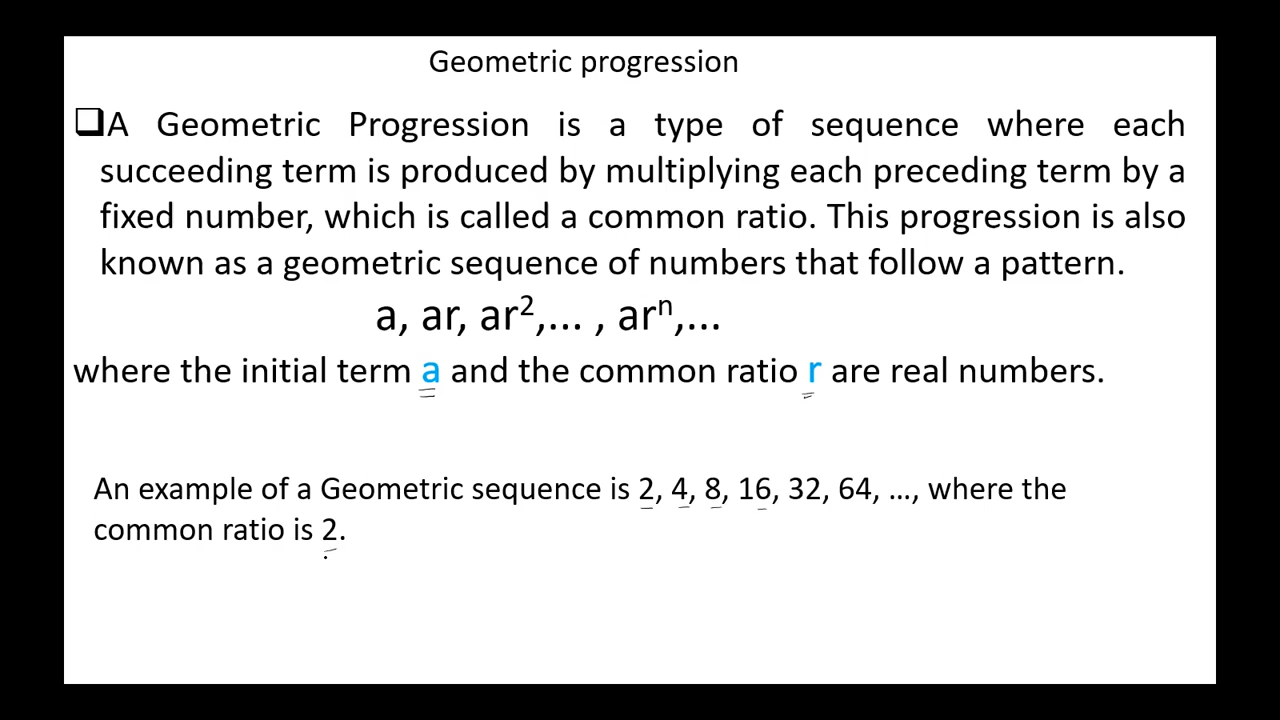 Geometric progression
❑A Geometric Progression is a type of sequence where each
succeeding term is produced by multiplying each preceding term by a
fixed number, which is called a common ratio. This progression is also
known as a geometric sequence of numbers that follow a pattern.
a, ar, ar²,... , arⁿ,...
where the initial term a and the common ratio r are real numbers.
An example of a Geometric sequence is 2, 4, 8, 16, 32, 64, ..., where the
common ratio is 2.